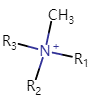 CH₃
R₃ N⁺ R₁
R₂